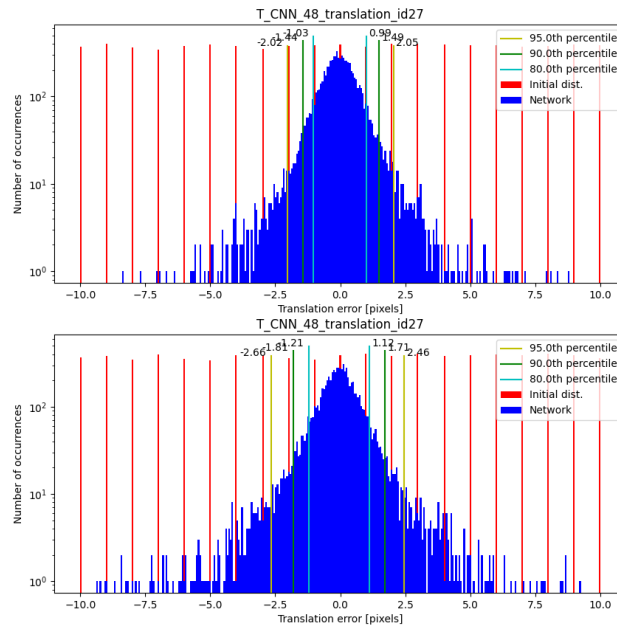 T_CNN_48_translation_id27
-1.03
0.99
-1.44
1.49
-2.02
2.05
95.0th percentile
90.0th percentile
80.0th percentile
Initial dist.
Network
Number of occurrences
10²
10¹
10⁰
−10.0 −7.5 −5.0 −2.5 0.0 2.5 5.0 7.5 10.0
Translation error [pixels]
T_CNN_48_translation_id27
-1.21
1.12
-1.81
1.71
-2.66
2.46
95.0th percentile
90.0th percentile
80.0th percentile
Initial dist.
Network
Number of occurrences
10²
10¹
10⁰
−10.0 −7.5 −5.0 −2.5 0.0 2.5 5.0 7.5 10.0
Translation error [pixels]